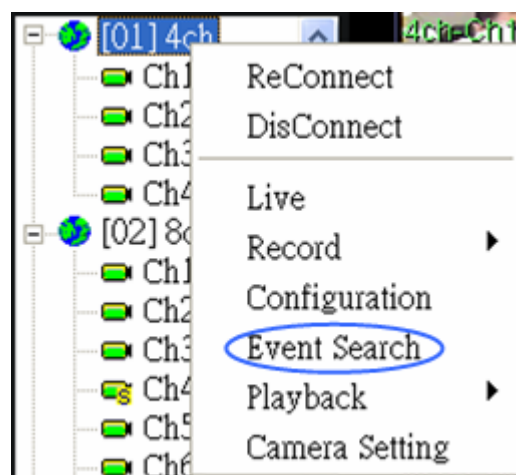 [01] 4ch
Ch1
Ch2
Ch3
Ch4
[02] 8c
Ch1
Ch2
Ch3
Ch4
Ch5
Ch6
4ch-Ch1
ReConnect
DisConnect
Live
Record
Configuration
Event Search
Playback
Camera Setting